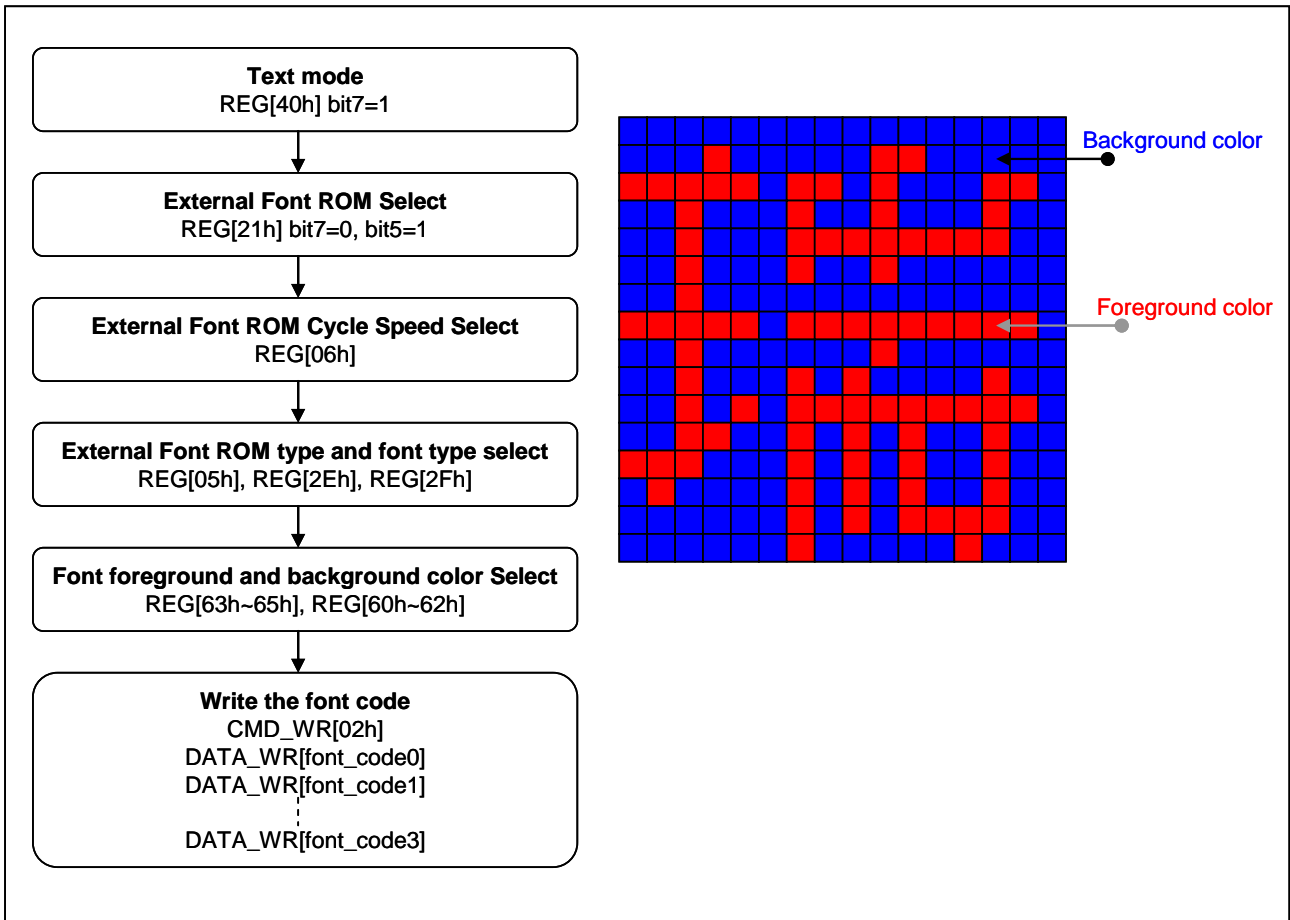 Text mode
REG[40h] bit7=1
External Font ROM Select
REG[21h] bit7=0, bit5=1
External Font ROM Cycle Speed Select
REG[06h]
External Font ROM type and font type select
REG[05h], REG[2Eh], REG[2Fh]
Font foreground and background color Select
REG[63h~65h], REG[60h~62h]
Write the font code
CMD_WR[02h]
DATA_WR[font_code0]
DATA_WR[font_code1]
DATA_WR[font_code3]
Background color
Foreground color